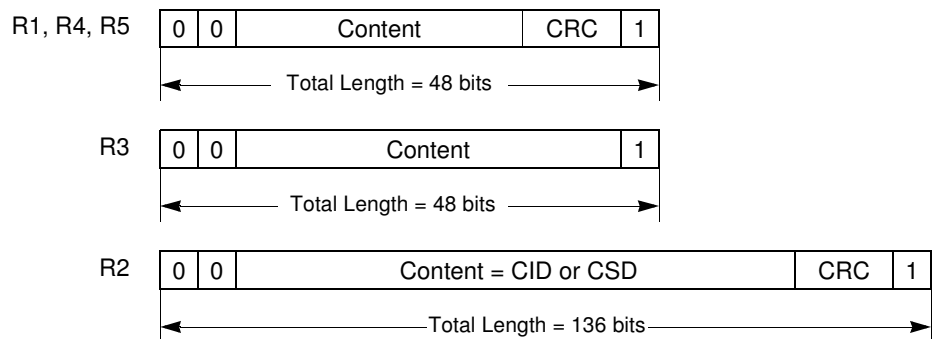 R1, R4, R5 0 0 Content CRC 1
Total Length = 48 bits
R3 0 0 Content 1
Total Length = 48 bits
R2 0 0 Content = CID or CSD CRC 1
Total Length = 136 bits